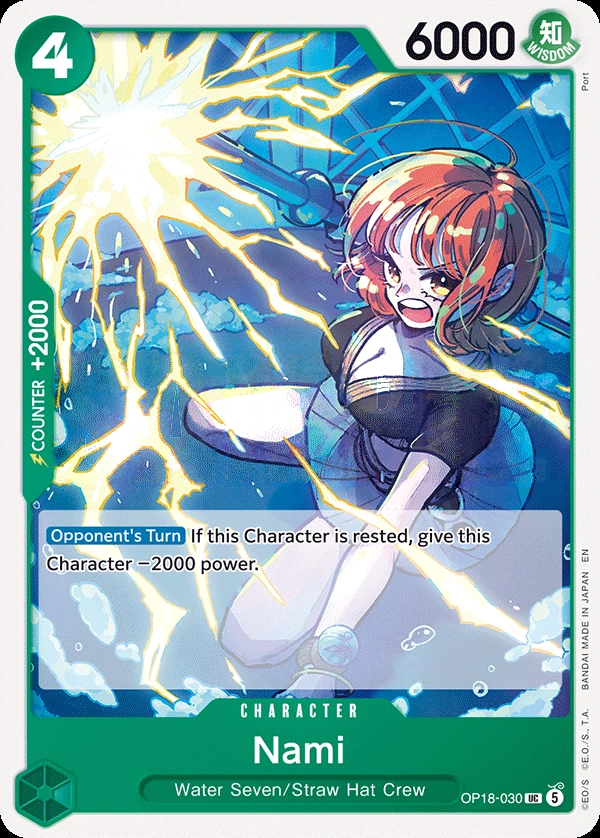 4
6000
知
WISDOM
Port
COUNTER +2000
Opponent's Turn If this Character is rested, give this
Character −2000 power.
CHARACTER
Nami
Water Seven/Straw Hat Crew
OP18-030 UC 5
©E.O/S ©E.O./S., T.A. BANDAI MADE IN JAPAN EN